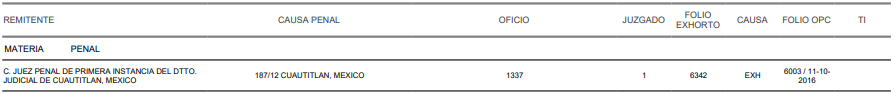 REMITENTE CAUSA PENAL OFICIO JUZGADO FOLIO EXHORTO CAUSA FOLIO OPC TI
MATERIA PENAL
C. JUEZ PENAL DE PRIMERA INSTANCIA DEL DTTO. JUDICIAL DE CUAUTITLAN, MEXICO 187/12 CUAUTITLAN, MEXICO 1337 1 6342 EXH 6003 / 11-10-2016